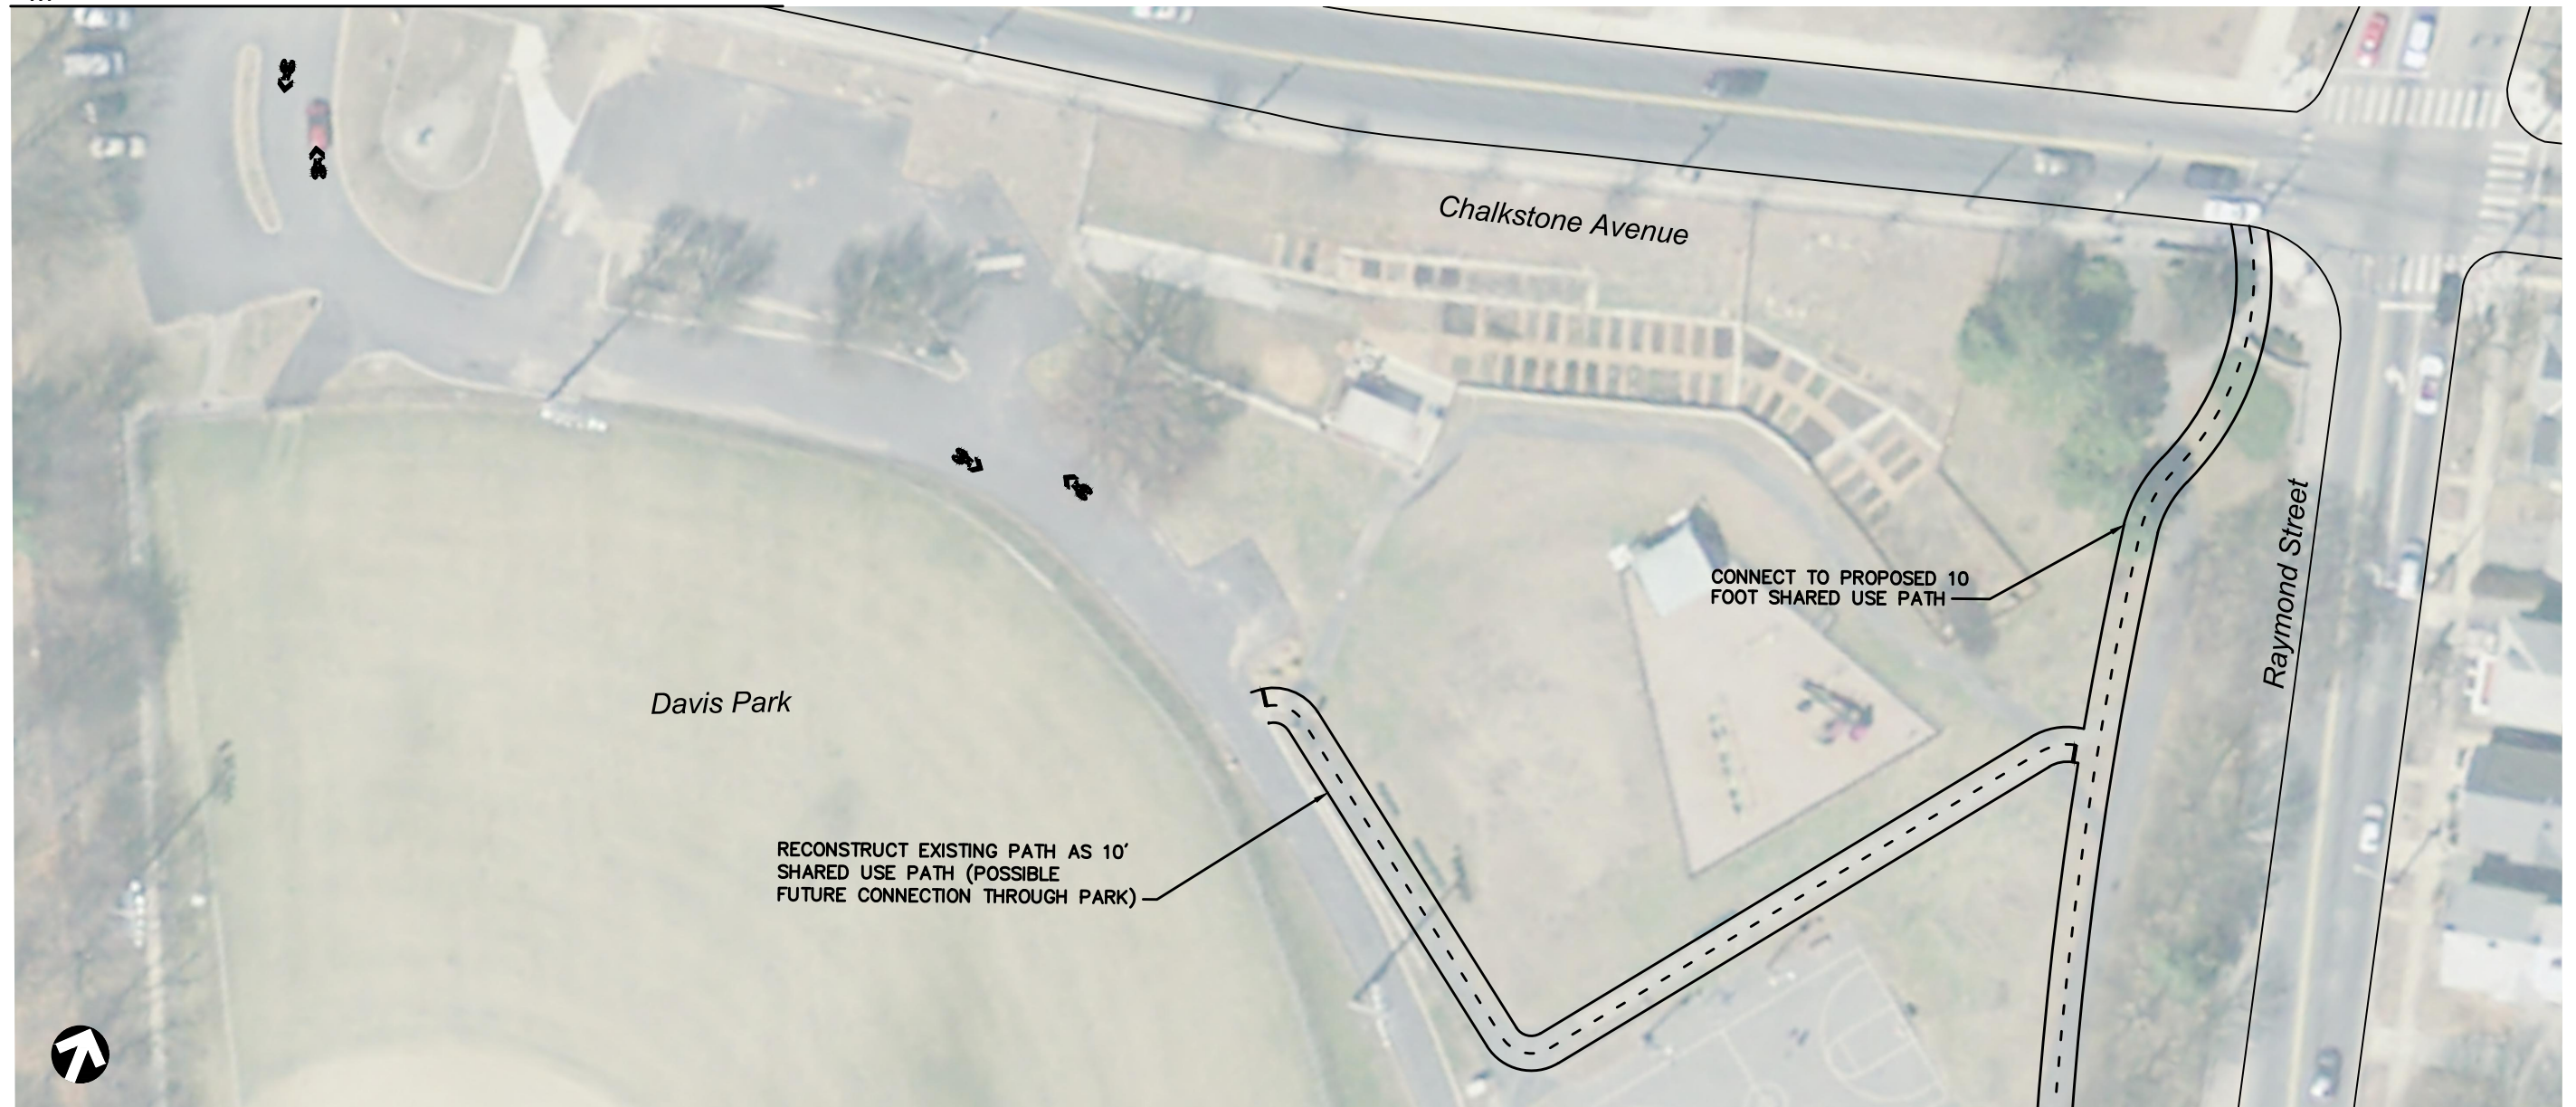 Chalkstone Avenue
CONNECT TO PROPOSED 10
FOOT SHARED USE PATH
Raymond Street
Davis Park
RECONSTRUCT EXISTING PATH AS 10'
SHARED USE PATH (POSSIBLE
FUTURE CONNECTION THROUGH PARK)